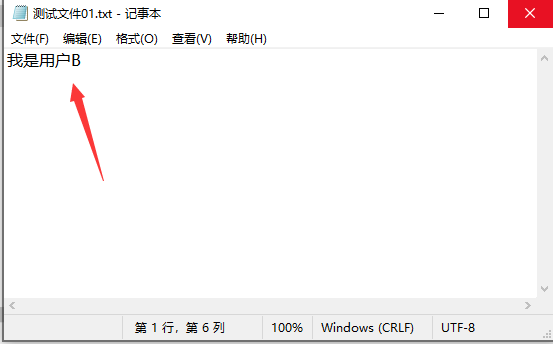 测试文件01.txt - 记事本
文件(F) 编辑(E) 格式(O) 查看(V) 帮助(H)
我是用户B
第 1 行，第 6 列 100% Windows (CRLF) UTF-8